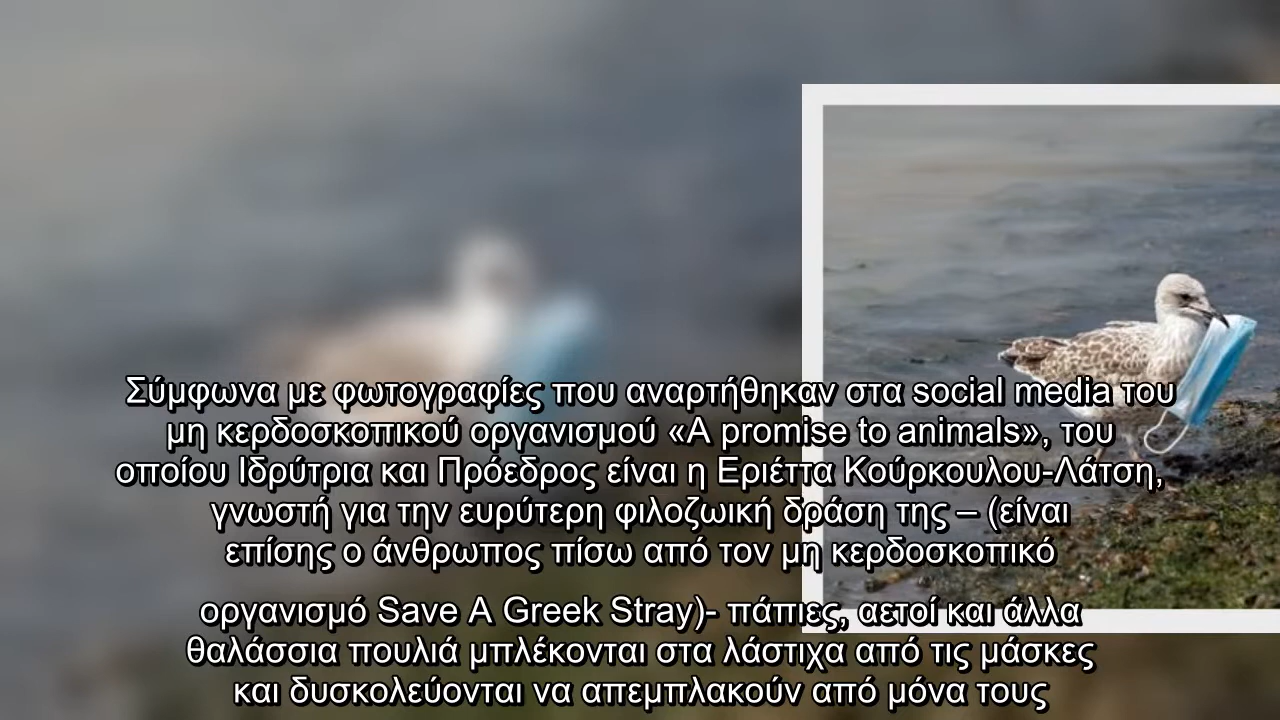 Σύμφωνα με φωτογραφίες που αναρτήθηκαν στα social media του
μη κερδοσκοπικού οργανισμού «A promise to animals», του
οποίου Ιδρύτρια και Πρόεδρος είναι η Εριέττα Κούρκουλου-Λάτση,
γνωστή για την ευρύτερη φιλοζωική δράση της – (είναι
επίσης ο άνθρωπος πίσω από τον μη κερδοσκοπικό
οργανισμό Save A Greek Stray)- πάπιες, αετοί και άλλα
θαλάσσια πουλιά μπλέκονται στα λάστιχα από τις μάσκες
και δυσκολεύονται να απεμπλακούν από μόνα τους